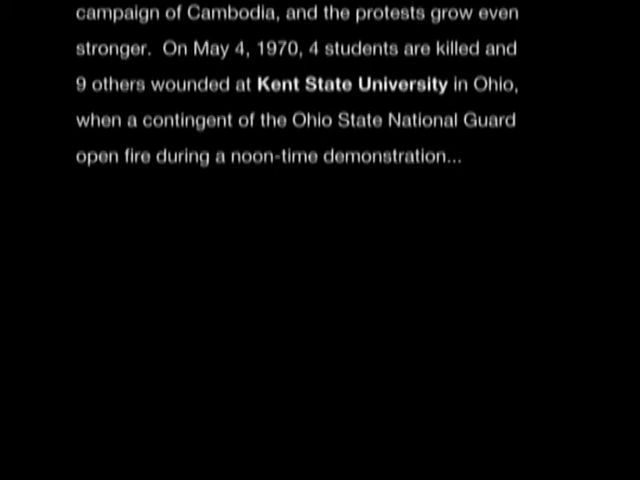 campaign of Cambodia, and the protests grow even
stronger.  On May 4, 1970, 4 students are killed and
9 others wounded at Kent State University in Ohio,
when a contingent of the Ohio State National Guard
open fire during a noon-time demonstration...